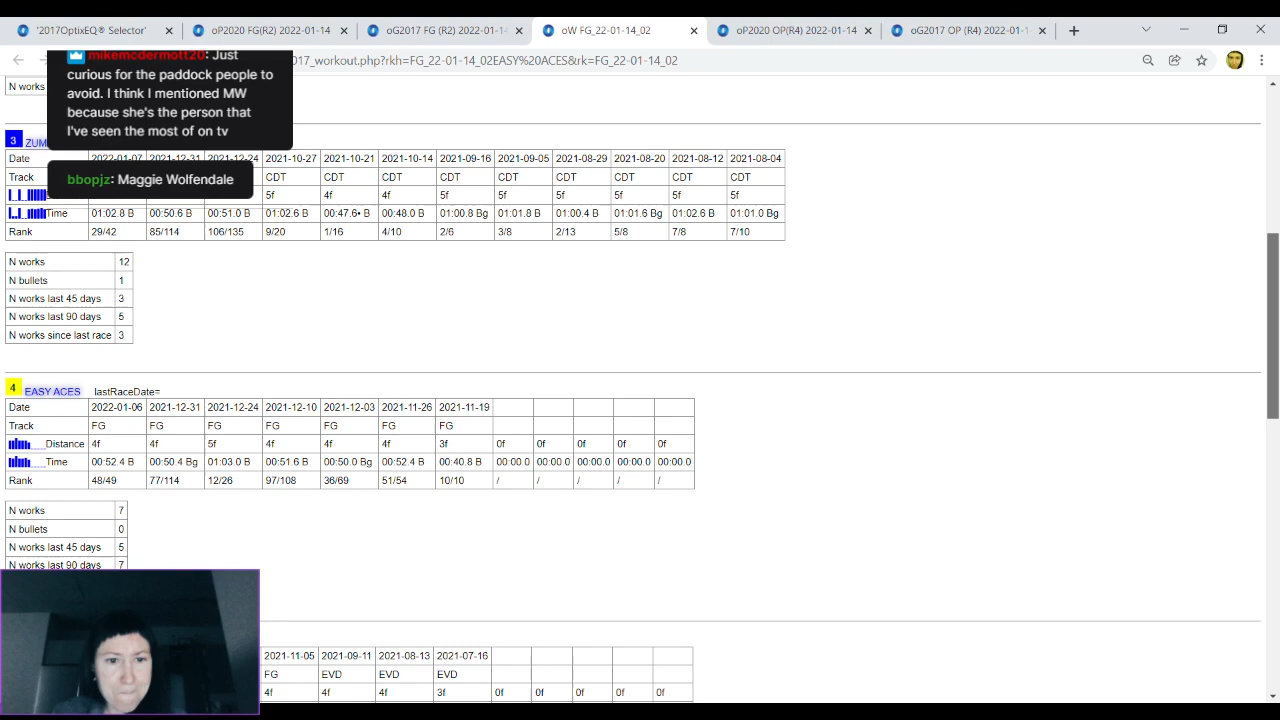 '2017OptixEQ® Selector'
oP2020 FG(R2) 2022-01-14
oG2017 FG (R2) 2022-01-14-
oW FG_22-01-14_02
oP2020 OP(R4) 2022-01-14
oG2017 OP (R4) 2022-01-14-
2017_workout.php?rkh=FG_22-01-14_02EASY%20ACES&rk=FG_22-01-14_02
mikemcdermott20: Just
curious for the paddock people to
avoid. I think I mentioned MW
because she's the person that
I've seen the most of on tv
bbopjz: Maggie Wolfendale
N works
3 ZUM
Date 2022-01-07 2021-12-31 2021-12-24 2021-10-27 2021-10-21 2021-10-14 2021-09-16 2021-09-05 2021-08-29 2021-08-20 2021-08-12 2021-08-04
Track CDT CDT CDT CDT CDT CDT CDT CDT CDT
5f 4f 4f 5f 5f 5f 5f 5f 5f
Time 01:02.8 B 00:50.6 B 00:51.0 B 01:02.6 B 00:47.6• B 00:48.0 B 01:00.8 Bg 01:01.8 B 01:00.4 B 01:01.6 Bg 01:02.6 B 01:01.0 Bg
Rank 29/42 85/114 106/135 9/20 1/16 4/10 2/6 3/8 2/13 5/8 7/8 7/10
N works 12
N bullets 1
N works last 45 days 3
N works last 90 days 5
N works since last race 3
4 EASY ACES lastRaceDate=
Date 2022-01-06 2021-12-31 2021-12-24 2021-12-10 2021-12-03 2021-11-26 2021-11-19
Track FG FG FG FG FG FG FG
Distance 4f 4f 5f 4f 4f 4f 3f 0f 0f 0f 0f 0f
Time 00:52.4 B 00:50.4 Bg 01:03.0 B 00:51.6 B 00:50.0 Bg 00:52.4 B 00:40.8 B 00:00.0 00:00.0 00:00.0 00:00.0 00:00.0
Rank 48/49 77/114 12/26 97/108 36/69 51/54 10/10 / / / / /
N works 7
N bullets 0
N works last 45 days 5
N works last 90 days 7
2021-11-05 2021-09-11 2021-08-13 2021-07-16
FG EVD EVD EVD
4f 4f 4f 3f 0f 0f 0f 0f 0f